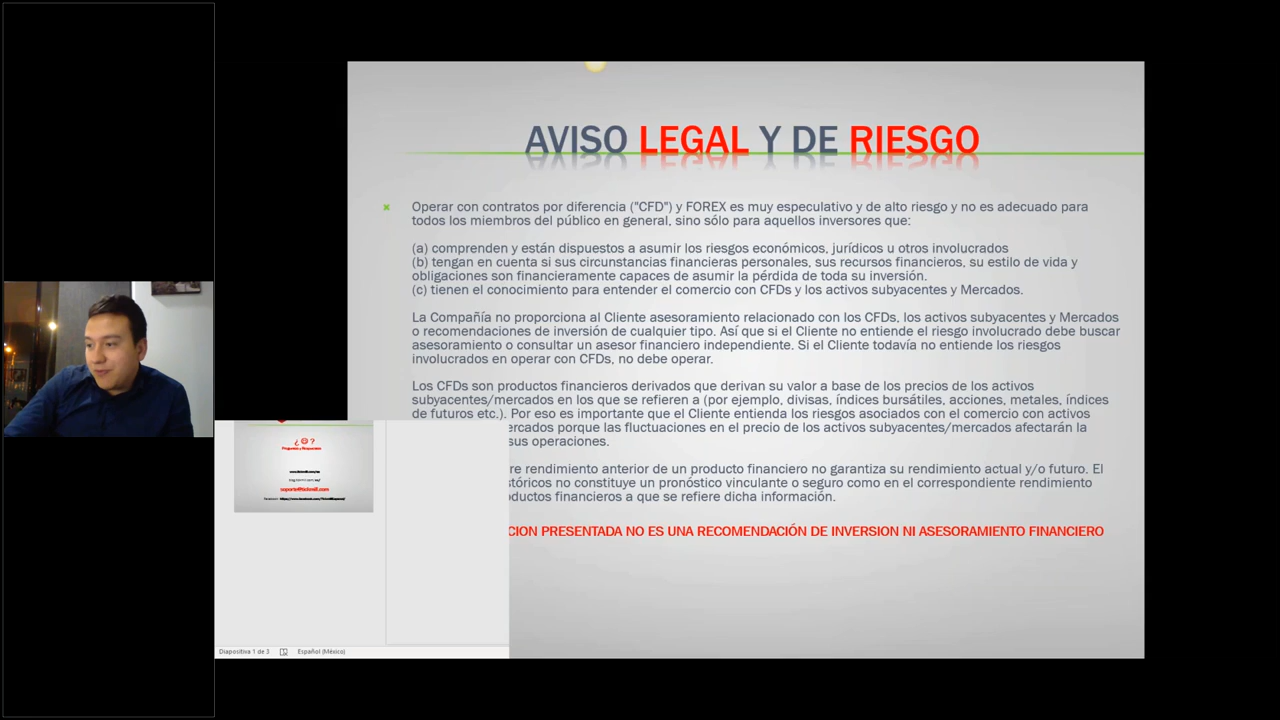 AVISO LEGAL Y DE RIESGO
Operar con contratos por diferencia ("CFD") y FOREX es muy especulativo y de alto riesgo y no es adecuado para
todos los miembros del público en general, sino sólo para aquellos inversores que:
(a) comprenden y están dispuestos a asumir los riesgos económicos, jurídicos u otros involucrados
(b) tengan en cuenta si sus circunstancias financieras personales, sus recursos financieros, su estilo de vida y
obligaciones son financieramente capaces de asumir la pérdida de toda su inversión.
(c) tienen el conocimiento para entender el comercio con CFDs y los activos subyacentes y Mercados.
La Compañía no proporciona al Cliente asesoramiento relacionado con los CFDs, los activos subyacentes y Mercados
o recomendaciones de inversión de cualquier tipo. Así que si el Cliente no entiende el riesgo involucrado debe buscar
asesoramiento o consultar un asesor financiero independiente. Si el Cliente todavía no entiende los riesgos
involucrados en operar con CFDs, no debe operar.
Los CFDs son productos financieros derivados que derivan su valor a base de los precios de los activos
subyacentes/mercados en los que se refieren a (por ejemplo, divisas, índices bursátiles, acciones, metales, índices
de futuros etc.). Por eso es importante que el Cliente entienda los riesgos asociados con el comercio con activos
ercados porque las fluctuaciones en el precio de los activos subyacentes/mercados afectarán la
sus operaciones.
re rendimiento anterior de un producto financiero no garantiza su rendimiento actual y/o futuro. El
stóricos no constituye un pronóstico vinculante o seguro como en el correspondiente rendimiento
oductos financieros a que se refiere dicha información.
CION PRESENTADA NO ES UNA RECOMENDACIÓN DE INVERSION NI ASESORAMIENTO FINANCIERO
¿ ?
Preguntas y Respuestas
Diapositiva 1 de 3 Español (México)